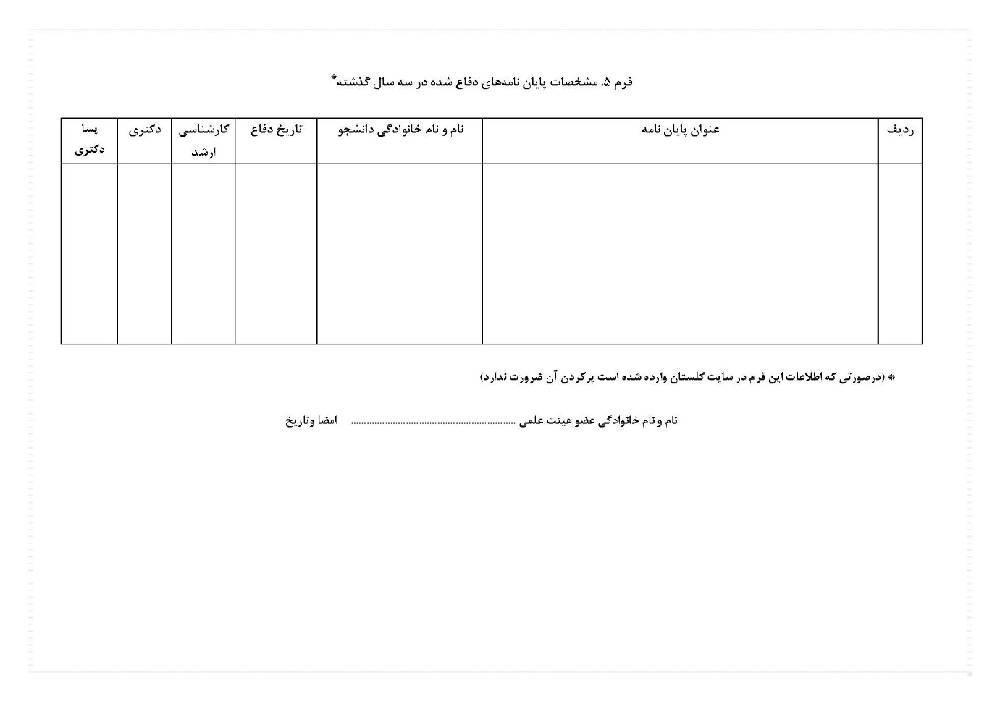 فرم ۵. مشخصات پایان نامه‌های دفاع شده در سه سال گذشته*
ردیف
عنوان پایان نامه
نام و نام خانوادگی دانشجو
تاریخ دفاع
کارشناسی
ارشد
دکتری
پسا
دکتری
* (درصورتی که اطلاعات این فرم در سایت گلستان وارده شده است پرکردن آن ضرورت ندارد)
نام و نام خانوادگی عضو هیئت علمی ................................................................ امضا وتاریخ